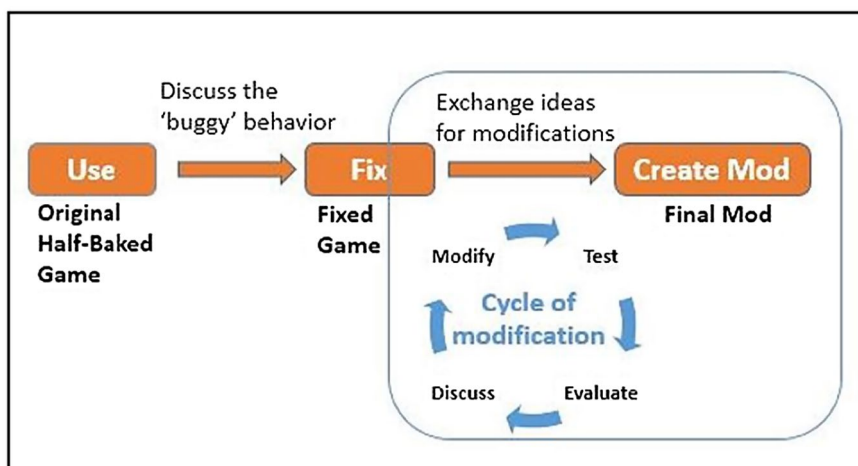 Discuss the
‘buggy’ behavior
Exchange ideas
for modifications
Use
Fix
Create Mod
Original
Half-Baked
Game
Fixed
Game
Final Mod
Modify
Test
Cycle of
modification
Discuss
Evaluate